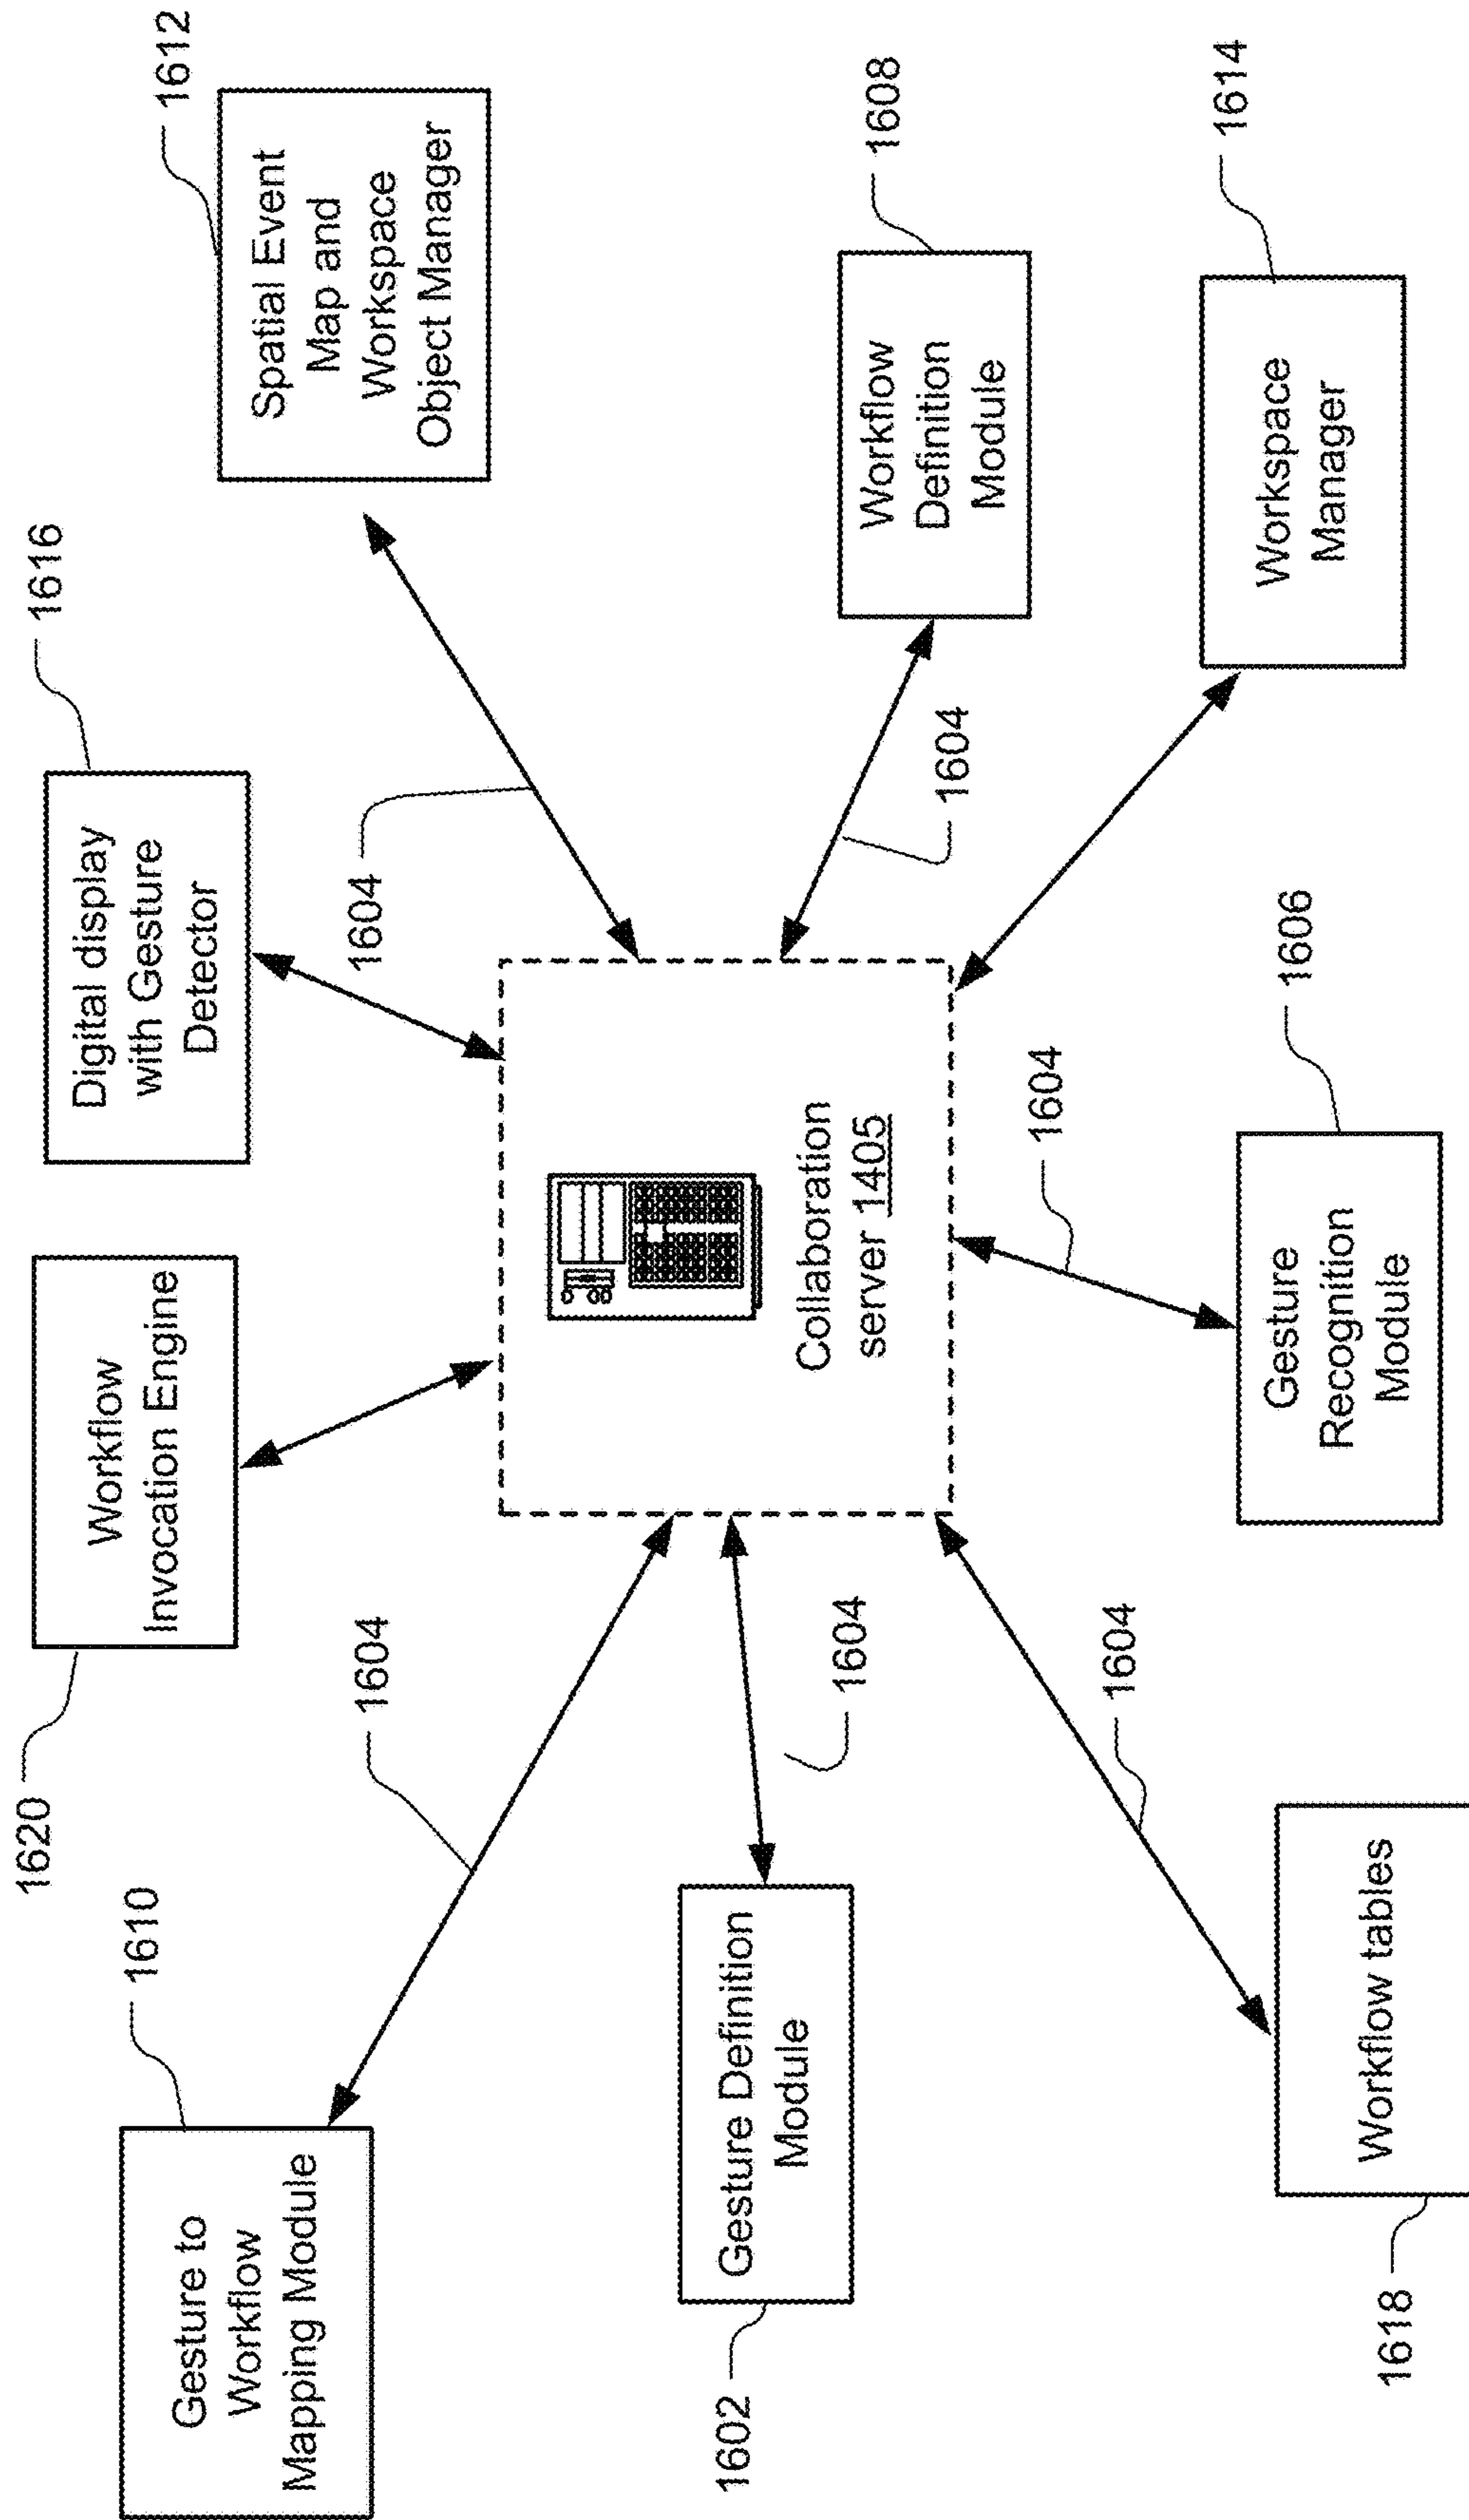 1610
Gesture to
Workflow
Mapping Module
1620
Workflow
Invocation Engine
1616
Digital display
with Gesture
Detector
1612
Spatial Event
Map and
Workspace
Object Manager
1604
1604
1602
Gesture Definition
Module
1604
Collaboration
server 1405
1604
1608
Workflow
Definition
Module
1618
Workflow tables
1604
1604
1606
Gesture
Recognition
Module
1614
Workspace
Manager